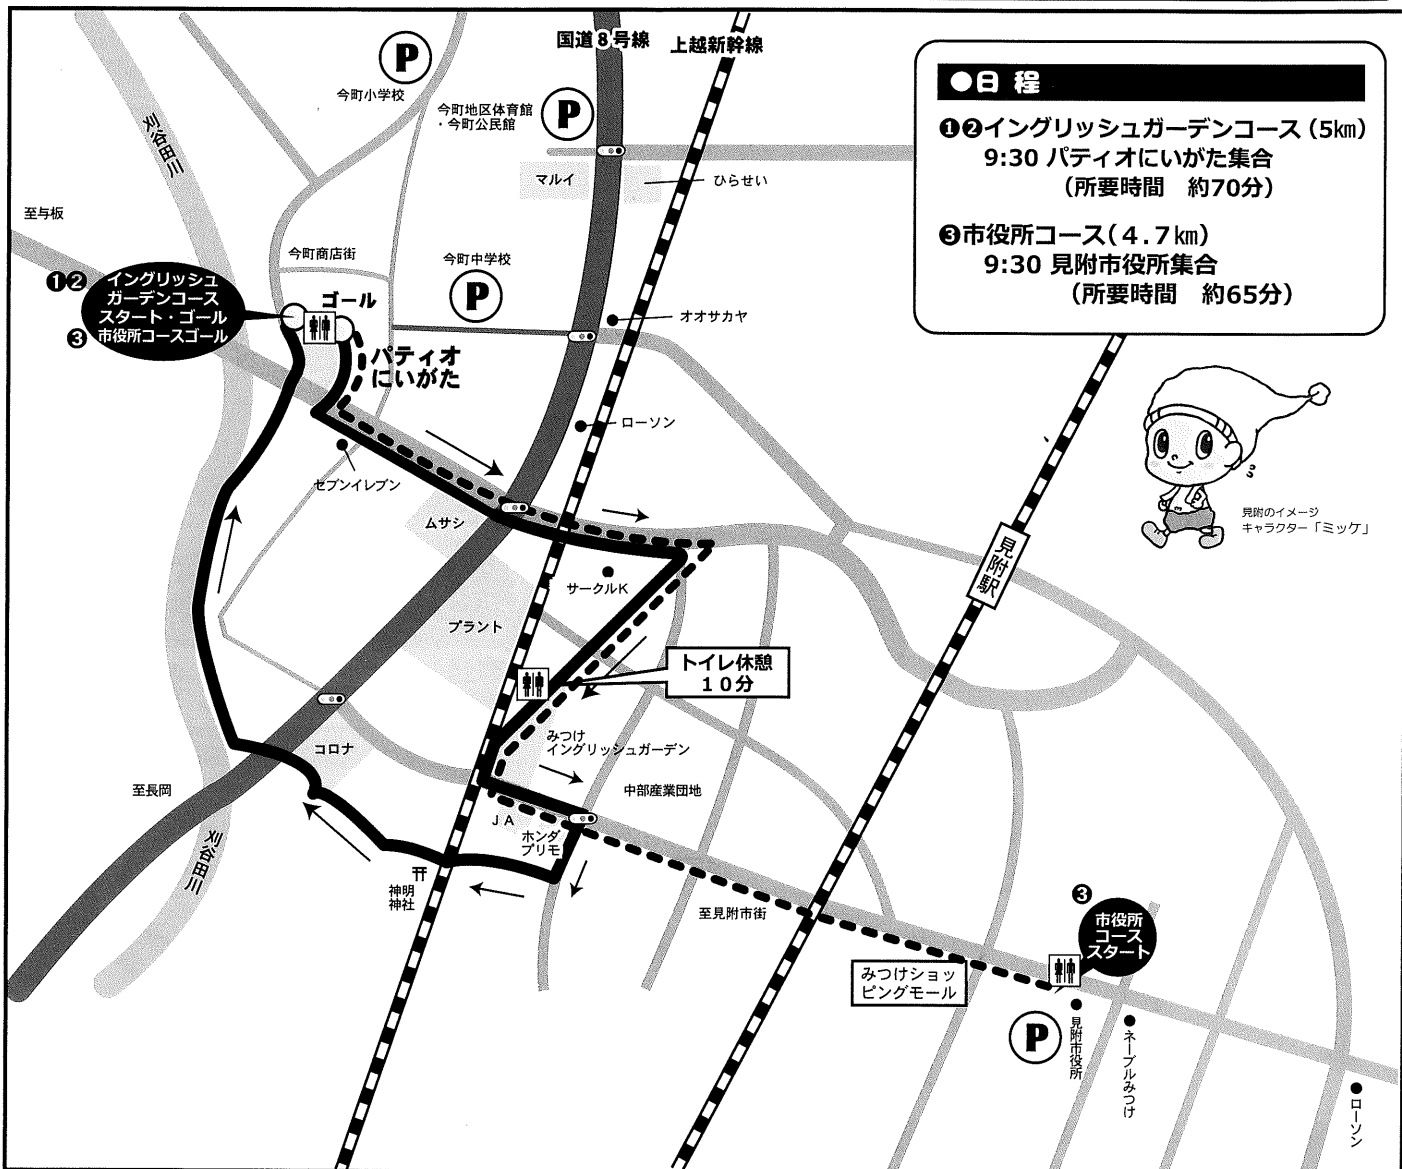 国道8号線
上越新幹線
P
今町小学校
今町地区体育館
・今町公民館
P
●日 程
❶❷イングリッシュガーデンコース(5㎞)
9:30 パティオにいがた集合
(所要時間 約70分)
❸市役所コース(4.7㎞)
9:30 見附市役所集合
(所要時間 約65分)
刈谷田川
マルイ
ひらせい
至与板
今町商店街
今町中学校
P
❶❷
イングリッシュ
ガーデンコース
スタート・ゴール
❸
市役所コースゴール
ゴール
パティオ
にいがた
オオサカヤ
ローソン
セブンイレブン
ムサシ
見附のイメージ
キャラクター「ミッケ」
見附駅
サークルK
プラント
トイレ休憩
10分
みつけ
イングリッシュガーデン
コロナ
至長岡
中部産業団地
JA
ホンダ
プリモ
刈谷田川
神明
神社
至見附市街
❸
市役所
コース
スタート
みつけショッ
ピングモール
P
見附市役所
ネーブルみつけ
ローソン